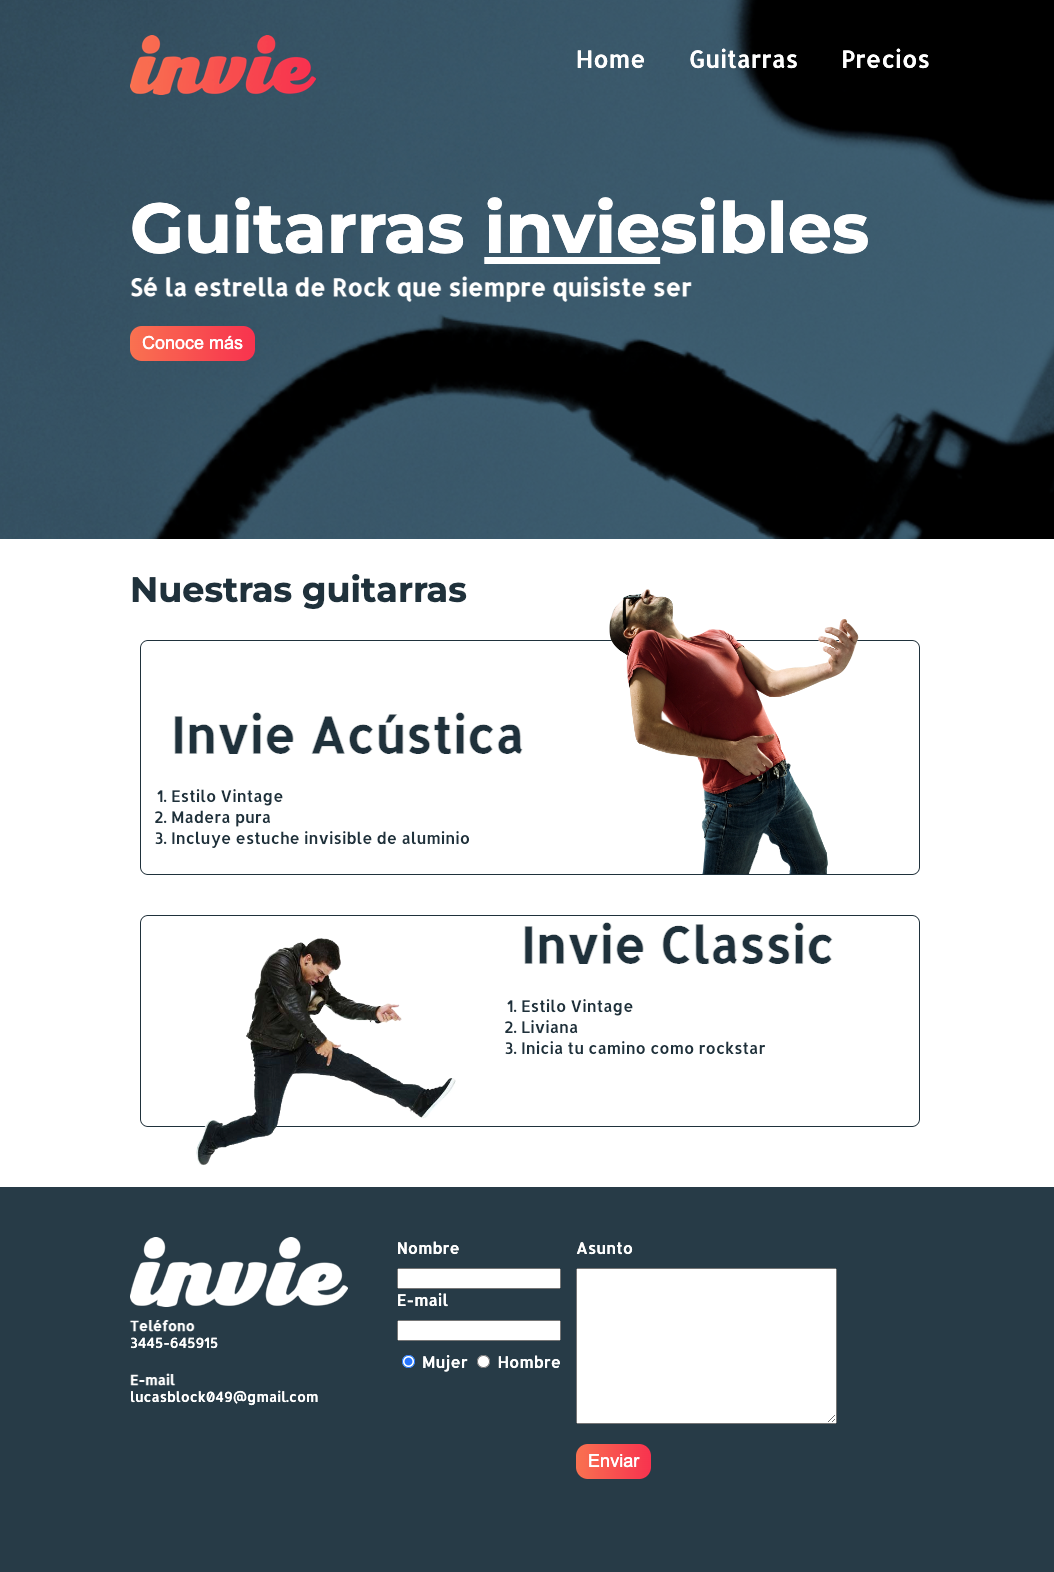 invie
Home Guitarras Precios
Guitarras inviesibles
Sé la estrella de Rock que siempre quisiste ser
Conoce más
Nuestras guitarras
Invie Acústica
1. Estilo Vintage
2. Madera pura
3. Incluye estuche invisible de aluminio
Invie Classic
1. Estilo Vintage
2. Liviana
3. Inicia tu camino como rockstar
invie
Teléfono
3445-645915
E-mail
lucasblock049@gmail.com
Nombre
E-mail
Mujer Hombre
Asunto
Enviar